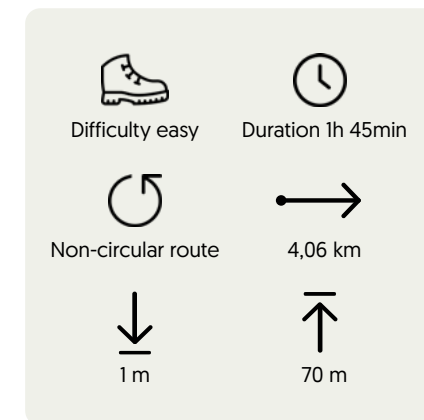 Difficulty easy
Duration 1h 45min
Non-circular route
4,06 km
1 m
70 m